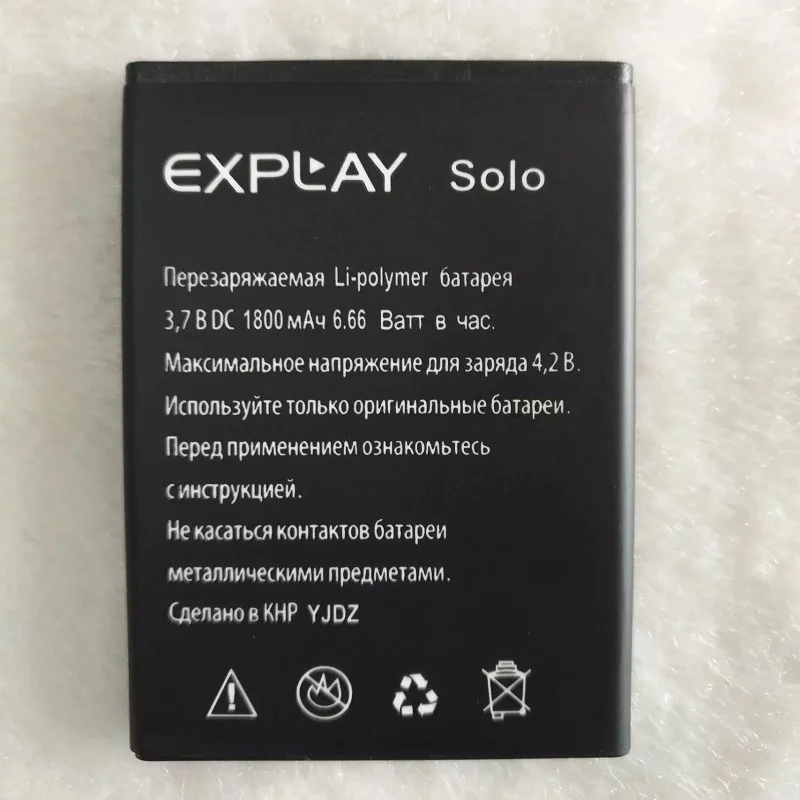 EXPLAY Solo
Перезаряжаемая Li-polymer батарея
3,7 В DC 1800 мАч 6.66 Ватт в час.
Максимальное напряжение для заряда 4,2 В.
Используйте только оригинальные батареи.
Перед применением ознакомьтесь
с инструкцией.
Не касаться контактов батареи
металлическими предметами.
Сделано в КНР YJDZ